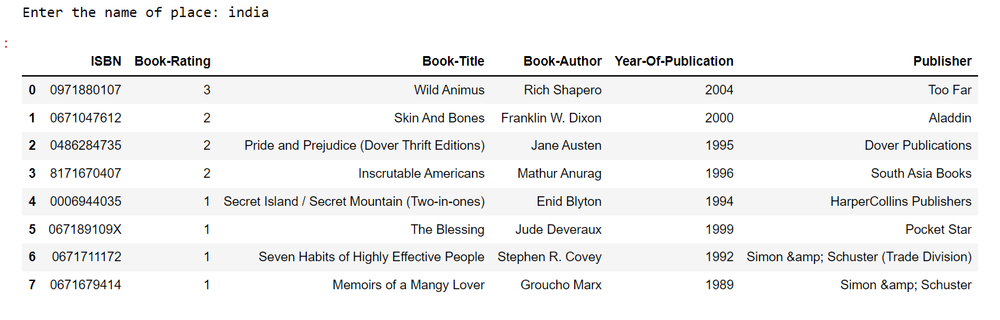 Enter the name of place: india
:
ISBN Book-Rating Book-Title Book-Author Year-Of-Publication Publisher
0 0971880107 3 Wild Animus Rich Shapero 2004 Too Far
1 0671047612 2 Skin And Bones Franklin W. Dixon 2000 Aladdin
2 0486284735 2 Pride and Prejudice (Dover Thrift Editions) Jane Austen 1995 Dover Publications
3 8171670407 2 Inscrutable Americans Mathur Anurag 1996 South Asia Books
4 0006944035 1 Secret Island / Secret Mountain (Two-in-ones) Enid Blyton 1994 HarperCollins Publishers
5 067189109X 1 The Blessing Jude Deveraux 1999 Pocket Star
6 0671711172 1 Seven Habits of Highly Effective People Stephen R. Covey 1992 Simon &amp; Schuster (Trade Division)
7 0671679414 1 Memoirs of a Mangy Lover Groucho Marx 1989 Simon &amp; Schuster